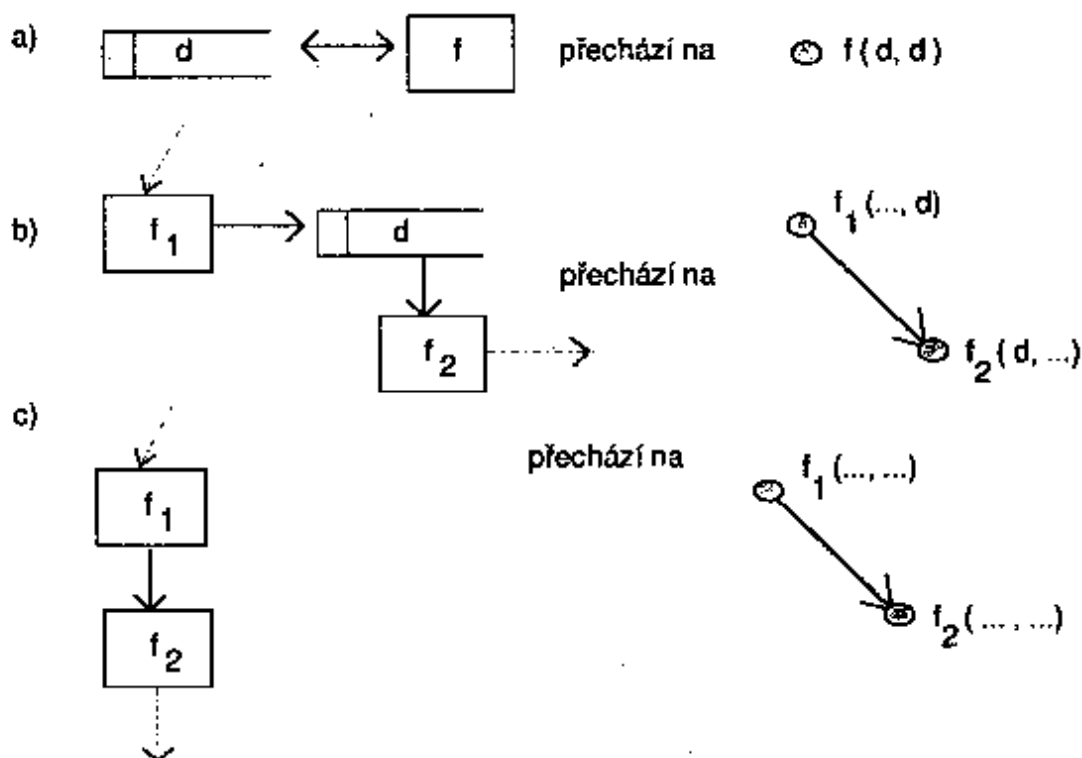 a) d f přechází na f ( d, d )
b) f1 d přechází na f1 (..., d)
f2 f2 ( d, ...)
c) přechází na
f1 f1 (..., ...)
f2 f2 ( ... , ...)